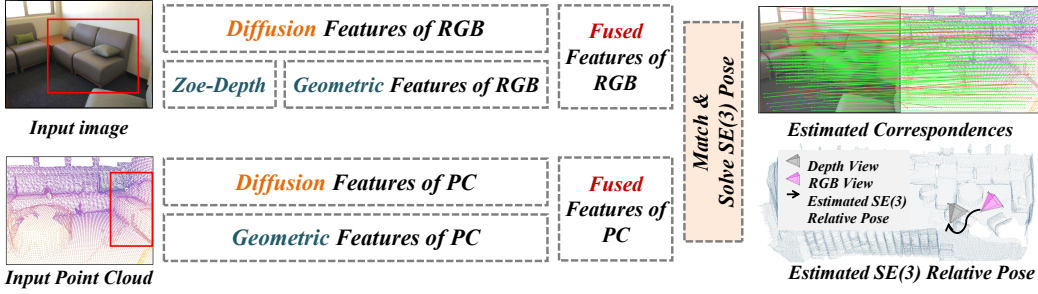 Diffusion Features of RGB
Zoe-Depth
Geometric Features of RGB
Fused
Features of
RGB
Input image
Diffusion Features of PC
Geometric Features of PC
Fused
Features of
PC
Input Point Cloud
Match &
Solve SE(3) Pose
Estimated Correspondences
Depth View
RGB View
Estimated SE(3)
Relative Pose
Estimated SE(3) Relative Pose